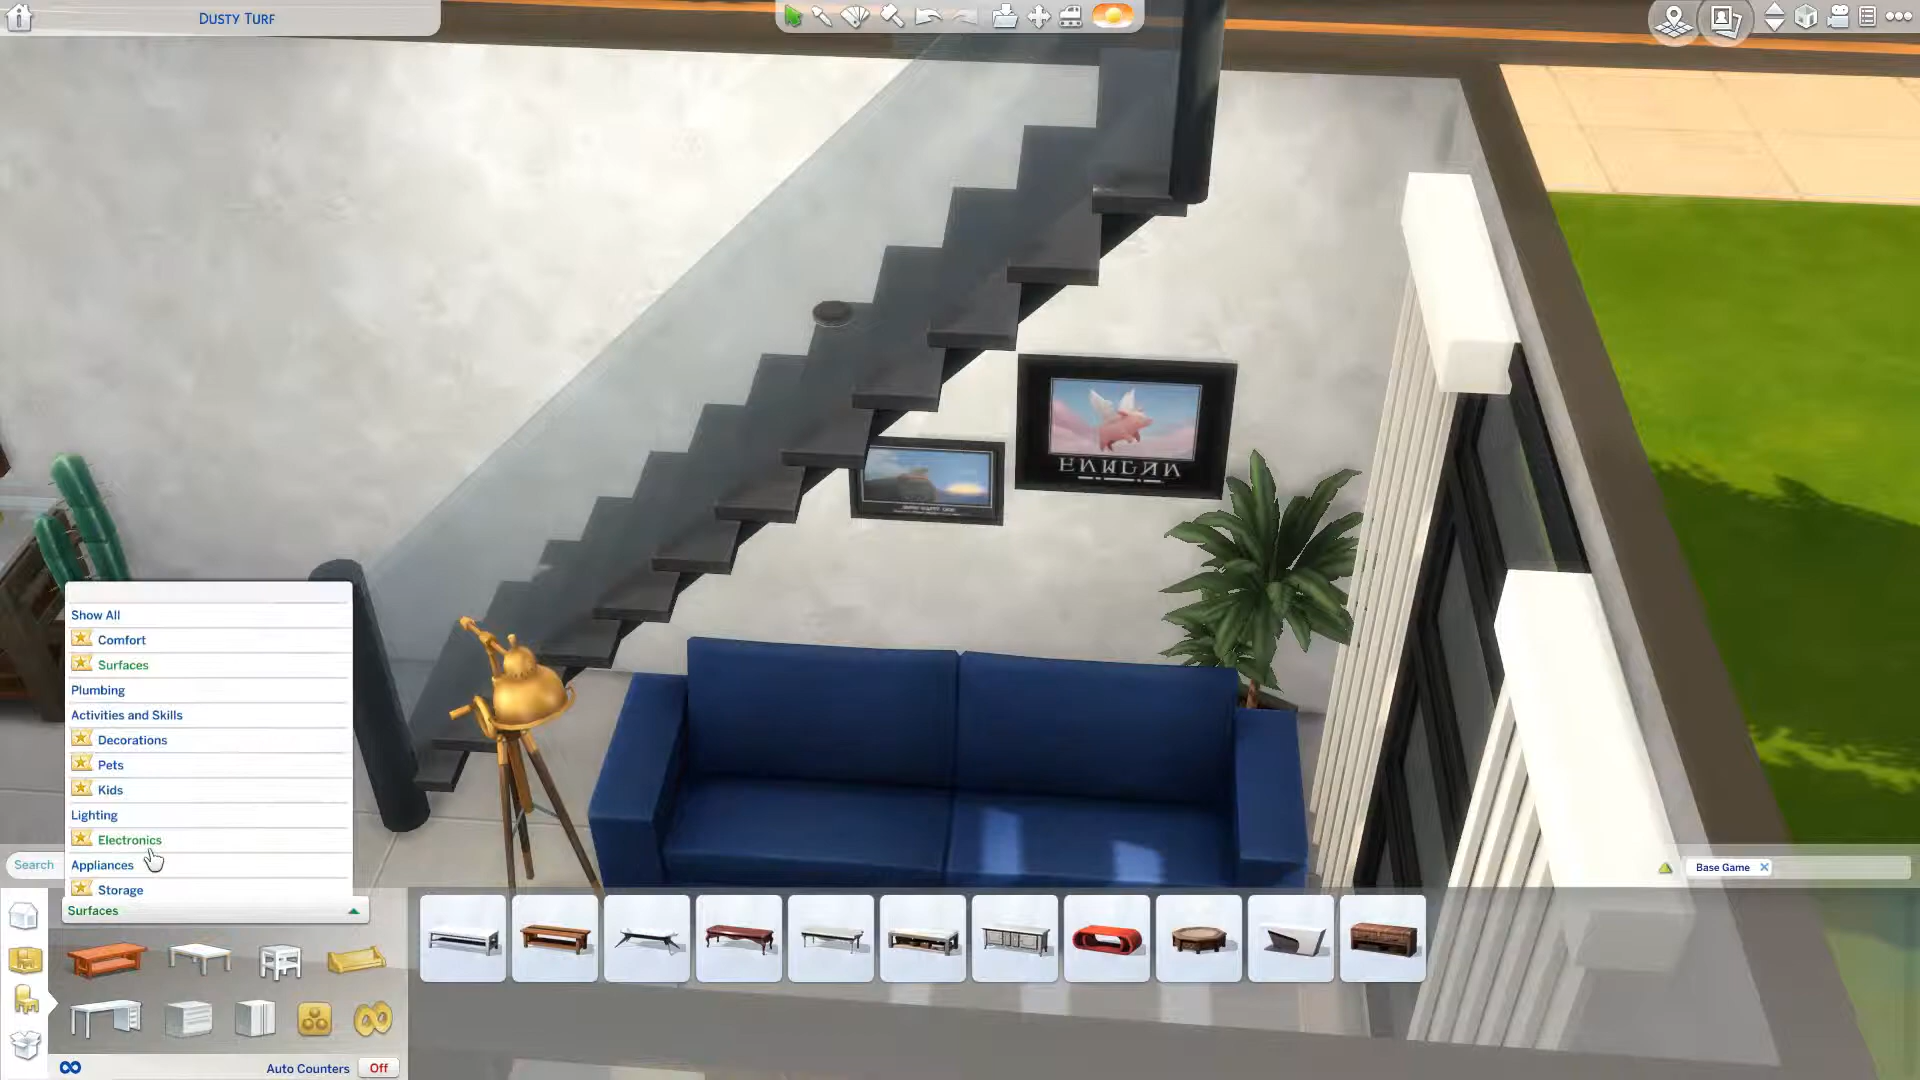 Dusty Turf
Show All
Comfort
Surfaces
Plumbing
Activities and Skills
Decorations
Pets
Kids
Lighting
Electronics
Appliances
Storage
Search
Surfaces
Base Game
Auto Counters
Off